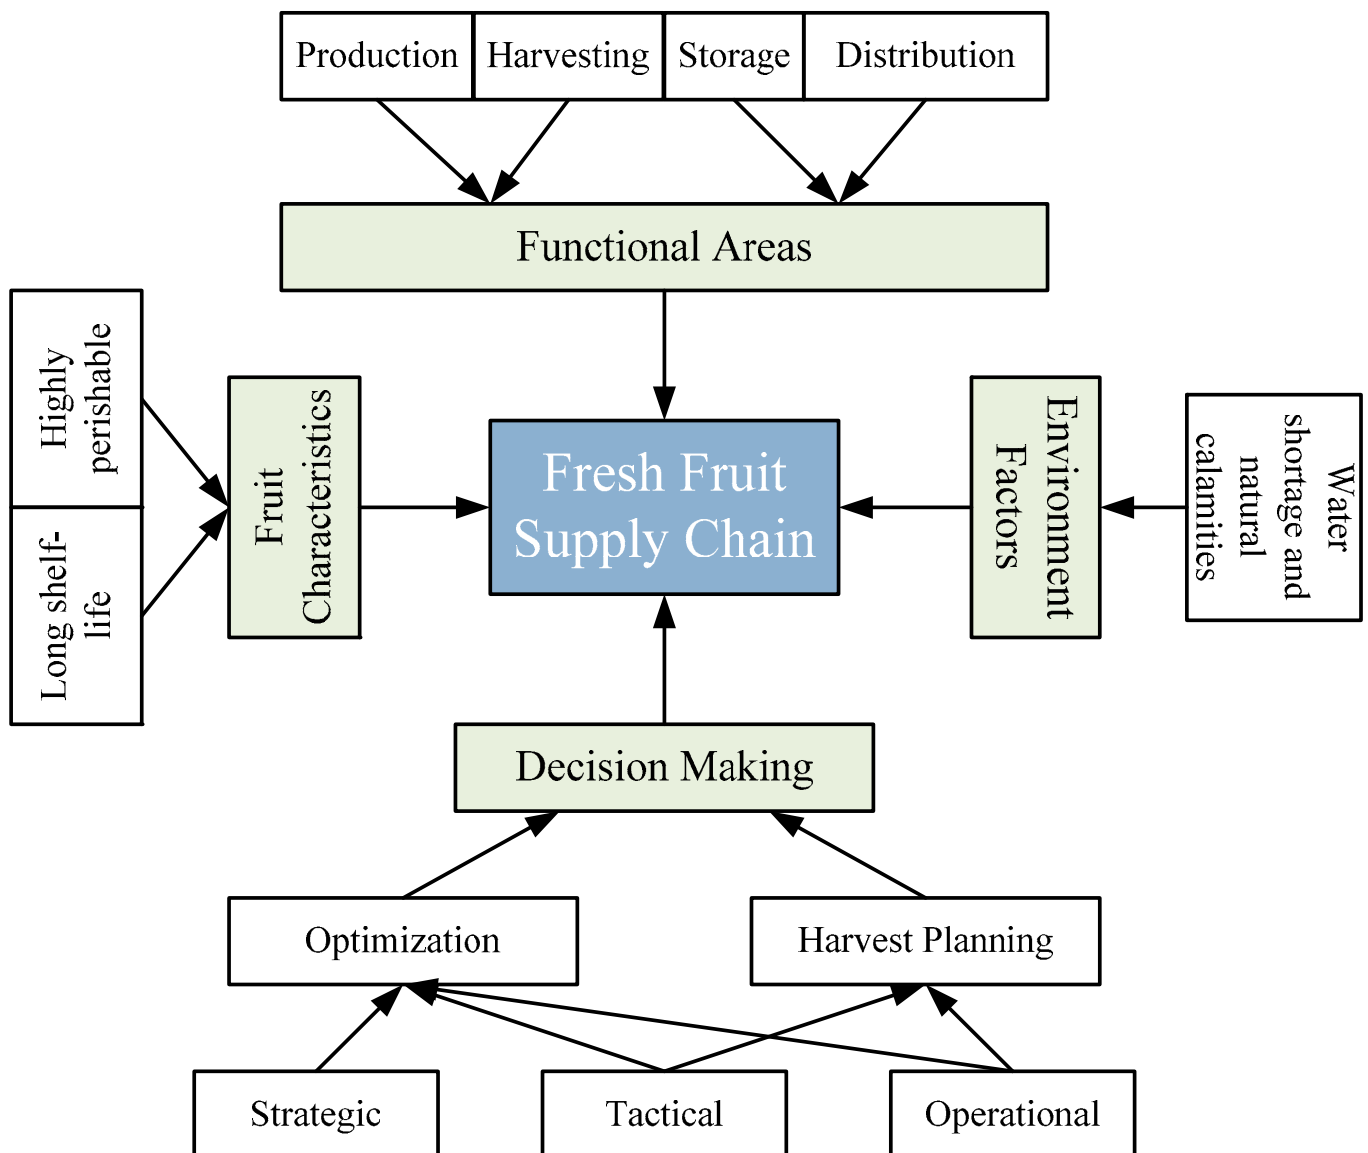 Production
Harvesting
Storage
Distribution
Functional Areas
Highly
perishable
Long shelf-
life
Fruit
Characteristics
Fresh Fruit
Supply Chain
Environment
Factors
Water
shortage and
natural
calamities
Decision Making
Optimization
Harvest Planning
Strategic
Tactical
Operational